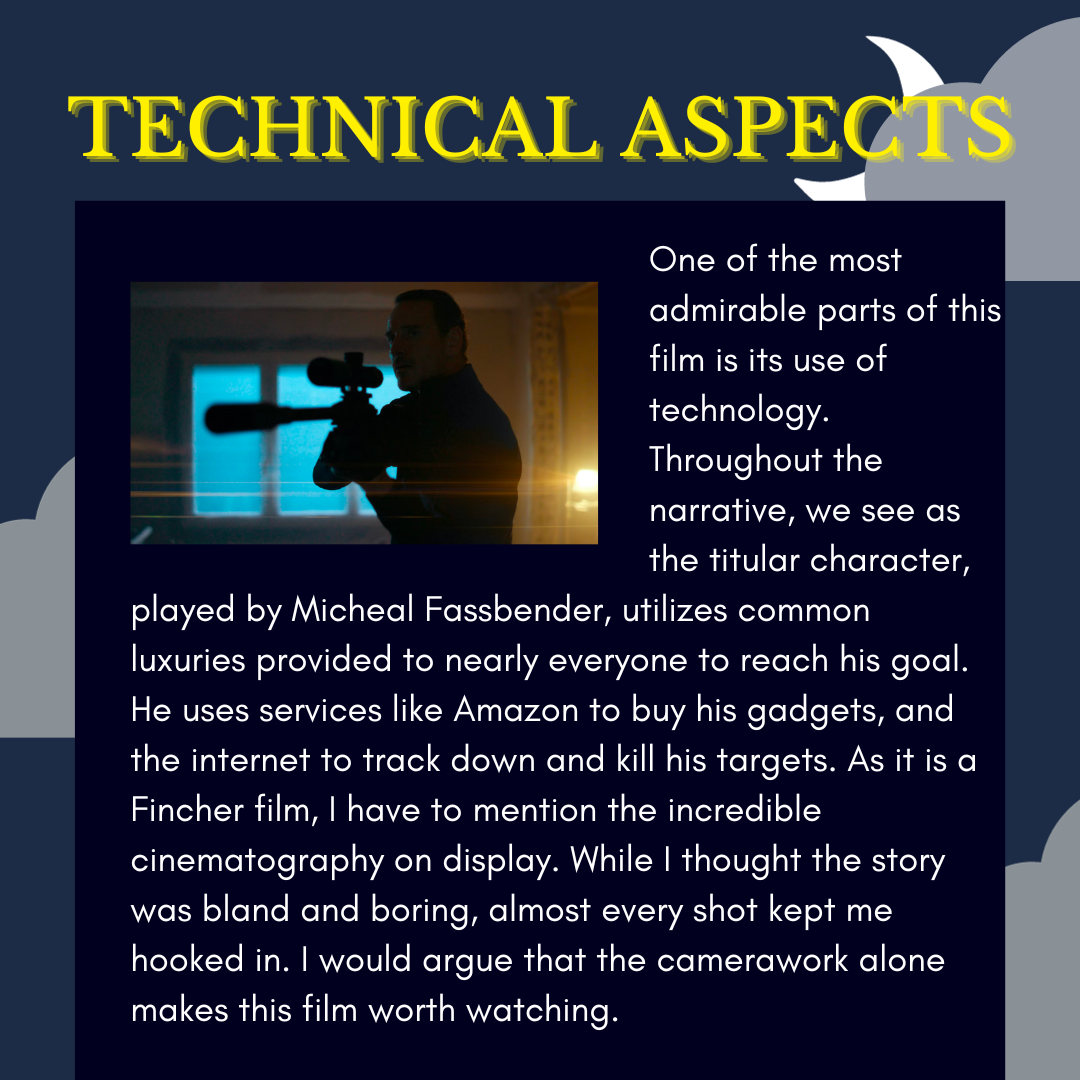 TECHNICAL ASPECTS
One of the most
admirable parts of this
film is its use of
technology.
Throughout the
narrative, we see as
the titular character,
played by Micheal Fassbender, utilizes common
luxuries provided to nearly everyone to reach his goal.
He uses services like Amazon to buy his gadgets, and
the internet to track down and kill his targets. As it is a
Fincher film, I have to mention the incredible
cinematography on display. While I thought the story
was bland and boring, almost every shot kept me
hooked in. I would argue that the camerawork alone
makes this film worth watching.